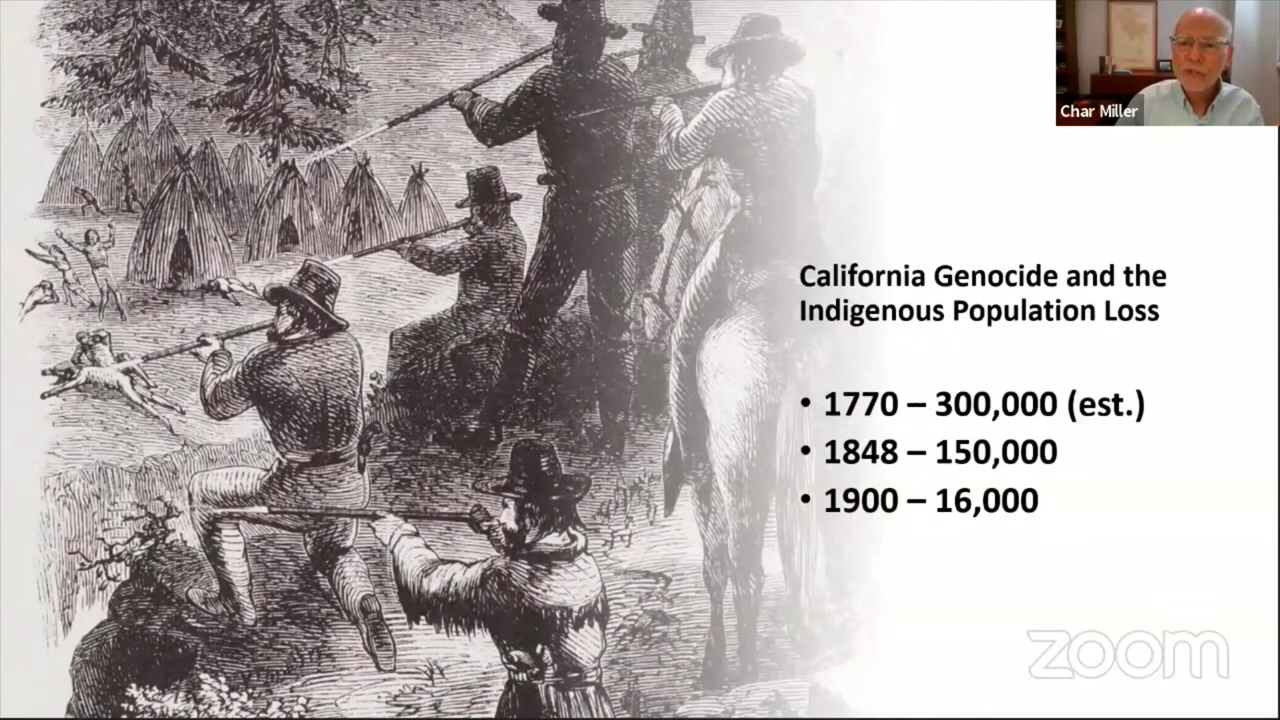 Char Miller
California Genocide and the
Indigenous Population Loss
• 1770 – 300,000 (est.)
• 1848 – 150,000
• 1900 – 16,000
zoom